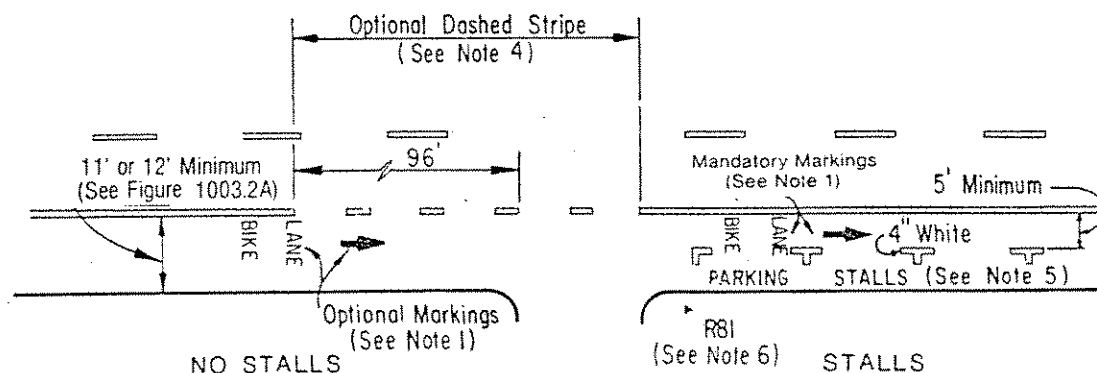 Optional Dashed Stripe
(See Note 4)
96'
11' or 12' Minimum
(See Figure 1003.2A)
Mandatory Markings
(See Note 1)
5' Minimum
BIKE
LANE
BIKE
LANE
4" White
PARKING STALLS (See Note 5)
Optional Markings
(See Note 1)
R81
(See Note 6)
NO STALLS
STALLS